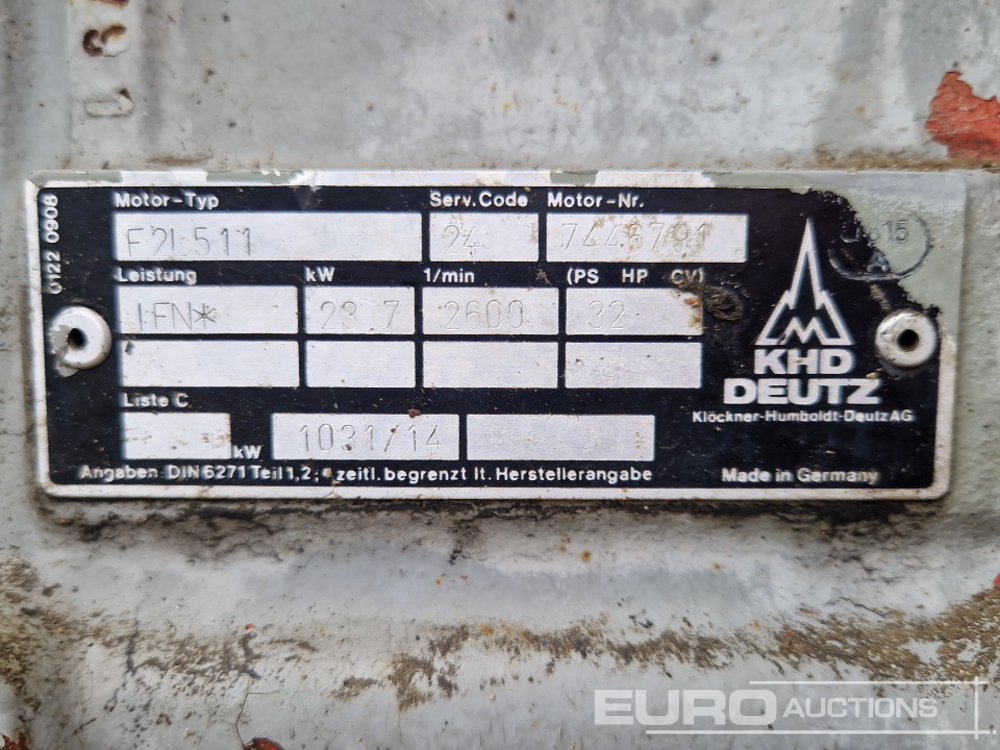 0122 0908
Motor-Typ Serv.Code Motor-Nr.
F2L511 24
Leistung kW 1/min (PS HP CV)
IFN* 23.7 2600 32
KHD
DEUTZ
Klöckner-Humboldt-Deutz AG
Liste C
kW 1031/14
Angaben: DIN 6271 Teil 1,2; * zeitl. begrenzt lt. Herstellerangabe
Made in Germany
EURO AUCTIONS